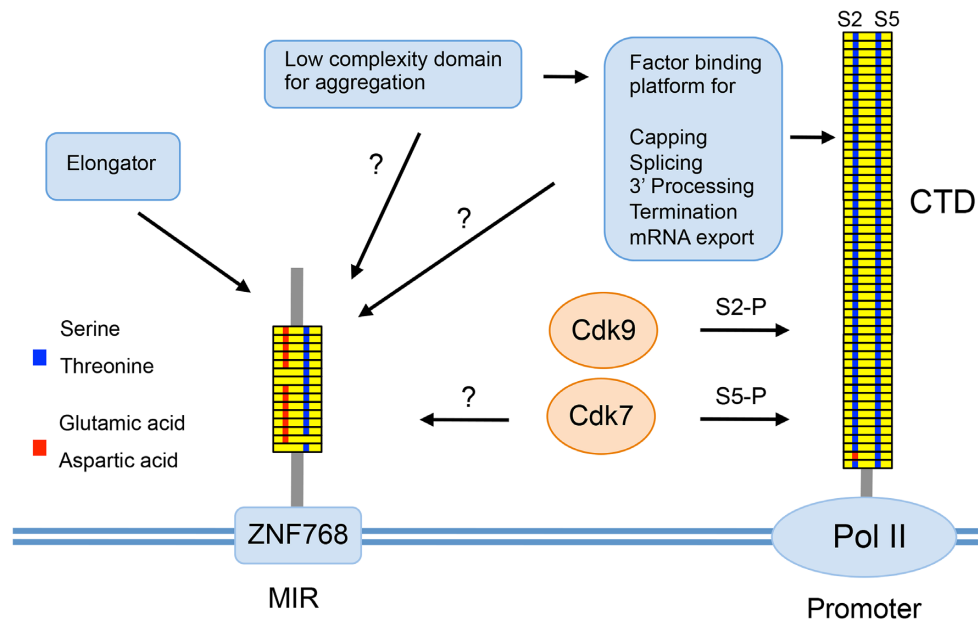 S2 S5
Low complexity domain
for aggregation
Factor binding
platform for
Capping
Splicing
3’ Processing
Termination
mRNA export
Elongator
?
?
CTD
Serine
Threonine
Glutamic acid
Aspartic acid
Cdk9
S2-P
?
Cdk7
S5-P
ZNF768
MIR
Pol II
Promoter